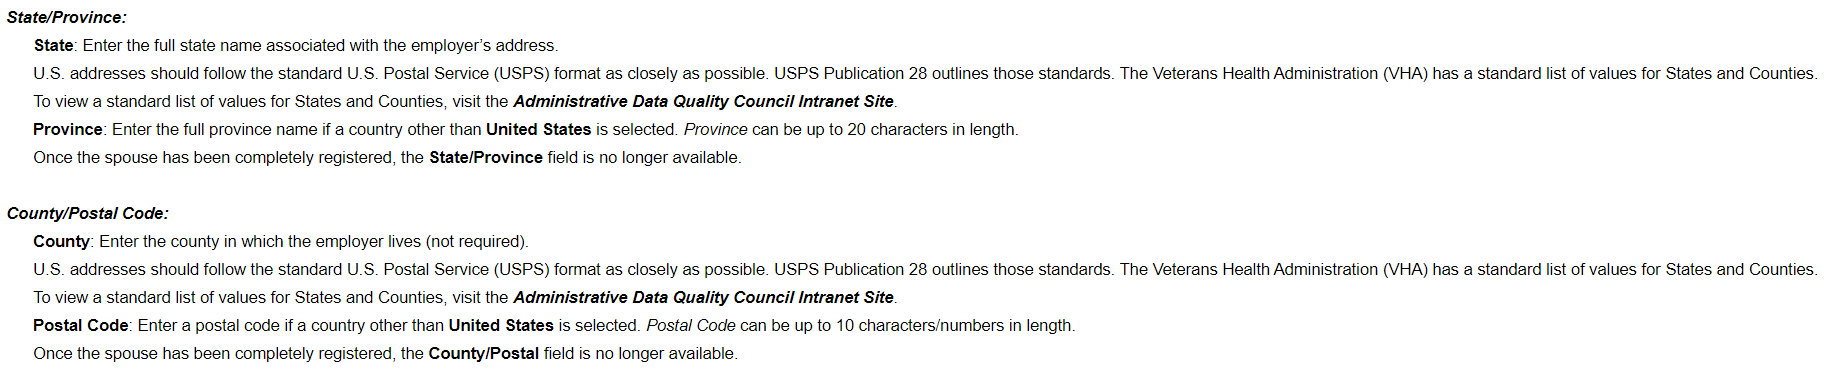 State/Province:
State: Enter the full state name associated with the employer’s address.
U.S. addresses should follow the standard U.S. Postal Service (USPS) format as closely as possible. USPS Publication 28 outlines those standards. The Veterans Health Administration (VHA) has a standard list of values for States and Counties.
To view a standard list of values for States and Counties, visit the Administrative Data Quality Council Intranet Site.
Province: Enter the full province name if a country other than United States is selected. Province can be up to 20 characters in length.
Once the spouse has been completely registered, the State/Province field is no longer available.
County/Postal Code:
County: Enter the county in which the employer lives (not required).
U.S. addresses should follow the standard U.S. Postal Service (USPS) format as closely as possible. USPS Publication 28 outlines those standards. The Veterans Health Administration (VHA) has a standard list of values for States and Counties.
To view a standard list of values for States and Counties, visit the Administrative Data Quality Council Intranet Site.
Postal Code: Enter a postal code if a country other than United States is selected. Postal Code can be up to 10 characters/numbers in length.
Once the spouse has been completely registered, the County/Postal field is no longer available.